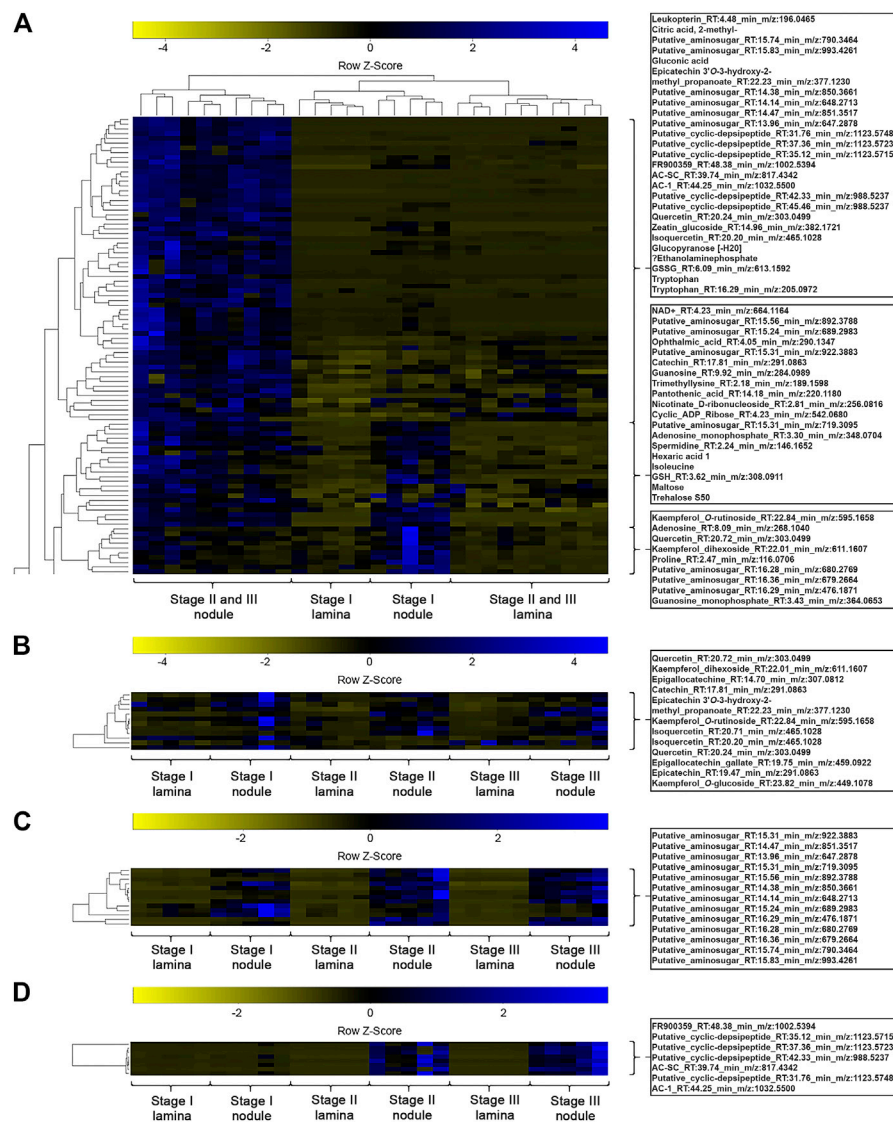 A
-4 -2 0 2 4
Row Z-Score
Stage II and III
nodule
Stage I
lamina
Stage I
nodule
Stage II and III
lamina
Leukopterin_RT:4.48_min_m/z:196.0465
Citric acid, 2-methyl-
Putative_aminosugar_RT:15.74_min_m/z:790.3464
Putative_aminosugar_RT:15.83_min_m/z:993.4261
Gluconic acid
Epicatechin 3'O-3-hydroxy-2-
methyl_propanoate_RT:22.23_min_m/z:377.1230
Putative_aminosugar_RT:14.38_min_m/z:850.3661
Putative_aminosugar_RT:14.14_min_m/z:648.2713
Putative_aminosugar_RT:14.47_min_m/z:851.3517
Putative_aminosugar_RT:13.96_min_m/z:647.2878
Putative_cyclic-depsipeptide_RT:31.76_min_m/z:1123.5748
Putative_cyclic-depsipeptide_RT:37.36_min_m/z:1123.5723
Putative_cyclic-depsipeptide_RT:35.12_min_m/z:1123.5715
FR900359_RT:48.38_min_m/z:1002.5394
AC-SC_RT:39.74_min_m/z:817.4342
AC-1_RT:44.25_min_m/z:1032.5500
Putative_cyclic-depsipeptide_RT:42.33_min_m/z:988.5237
Putative_cyclic-depsipeptide_RT:45.46_min_m/z:988.5237
Quercetin_RT:20.24_min_m/z:303.0499
Zeatin_glucoside_RT:14.96_min_m/z:382.1721
Isoquercetin_RT:20.20_min_m/z:465.1028
Glucopyranose [-H20]
?Ethanolaminephosphate
GSSG_RT:6.09_min_m/z:613.1592
Tryptophan
Tryptophan_RT:16.29_min_m/z:205.0972
NAD+_RT:4.23_min_m/z:664.1164
Putative_aminosugar_RT:15.56_min_m/z:892.3788
Putative_aminosugar_RT:15.24_min_m/z:689.2983
Ophthalmic_acid_RT:4.05_min_m/z:290.1347
Putative_aminosugar_RT:15.31_min_m/z:922.3883
Catechin_RT:17.81_min_m/z:291.0863
Guanosine_RT:9.92_min_m/z:284.0989
Trimethyllysine_RT:2.18_min_m/z:189.1598
Pantothenic_acid_RT:14.18_min_m/z:220.1180
Nicotinate_D-ribonucleoside_RT:2.81_min_m/z:256.0816
Cyclic_ADP_Ribose_RT:4.23_min_m/z:542.0680
Putative_aminosugar_RT:15.31_min_m/z:719.3095
Adenosine_monophosphate_RT:3.30_min_m/z:348.0704
Spermidine_RT:2.24_min_m/z:146.1652
Hexaric acid 1
Isoleucine
GSH_RT:3.62_min_m/z:308.0911
Maltose
Trehalose S50
Kaempferol_O-rutinoside_RT:22.84_min_m/z:595.1658
Adenosine_RT:8.09_min_m/z:268.1040
Quercetin_RT:20.72_min_m/z:303.0499
Kaempferol_dihexoside_RT:22.01_min_m/z:611.1607
Proline_RT:2.47_min_m/z:116.0706
Putative_aminosugar_RT:16.28_min_m/z:680.2769
Putative_aminosugar_RT:16.36_min_m/z:679.2664
Putative_aminosugar_RT:16.29_min_m/z:476.1871
Guanosine_monophosphate_RT:3.43_min_m/z:364.0653
B
-4 -2 0 2 4
Row Z-Score
Stage I
lamina
Stage I
nodule
Stage II
lamina
Stage II
nodule
Stage III
lamina
Stage III
nodule
Quercetin_RT:20.72_min_m/z:303.0499
Kaempferol_dihexoside_RT:22.01_min_m/z:611.1607
Epigallocatechine_RT:14.70_min_m/z:307.0812
Catechin_RT:17.81_min_m/z:291.0863
Epicatechin 3'O-3-hydroxy-2-
methyl_propanoate_RT:22.23_min_m/z:377.1230
Kaempferol_O-rutinoside_RT:22.84_min_m/z:595.1658
Isoquercetin_RT:20.71_min_m/z:465.1028
Isoquercetin_RT:20.20_min_m/z:465.1028
Quercetin_RT:20.24_min_m/z:303.0499
Epigallocatechin_gallate_RT:19.75_min_m/z:459.0922
Epicatechin_RT:19.47_min_m/z:291.0863
Kaempferol_O-glucoside_RT:23.82_min_m/z:449.1078
C
-2 0 2
Row Z-Score
Stage I
lamina
Stage I
nodule
Stage II
lamina
Stage II
nodule
Stage III
lamina
Stage III
nodule
Putative_aminosugar_RT:15.31_min_m/z:922.3883
Putative_aminosugar_RT:14.47_min_m/z:851.3517
Putative_aminosugar_RT:13.96_min_m/z:647.2878
Putative_aminosugar_RT:15.31_min_m/z:719.3095
Putative_aminosugar_RT:15.56_min_m/z:892.3788
Putative_aminosugar_RT:14.38_min_m/z:850.3661
Putative_aminosugar_RT:14.14_min_m/z:648.2713
Putative_aminosugar_RT:15.24_min_m/z:689.2983
Putative_aminosugar_RT:16.29_min_m/z:476.1871
Putative_aminosugar_RT:16.28_min_m/z:680.2769
Putative_aminosugar_RT:16.36_min_m/z:679.2664
Putative_aminosugar_RT:15.74_min_m/z:790.3464
Putative_aminosugar_RT:15.83_min_m/z:993.4261
D
-2 0 2
Row Z-Score
Stage I
lamina
Stage I
nodule
Stage II
lamina
Stage II
nodule
Stage III
lamina
Stage III
nodule
FR900359_RT:48.38_min_m/z:1002.5394
Putative_cyclic-depsipeptide_RT:35.12_min_m/z:1123.5715
Putative_cyclic-depsipeptide_RT:37.36_min_m/z:1123.5723
Putative_cyclic-depsipeptide_RT:42.33_min_m/z:988.5237
AC-SC_RT:39.74_min_m/z:817.4342
Putative_cyclic-depsipeptide_RT:31.76_min_m/z:1123.5748
AC-1_RT:44.25_min_m/z:1032.5500